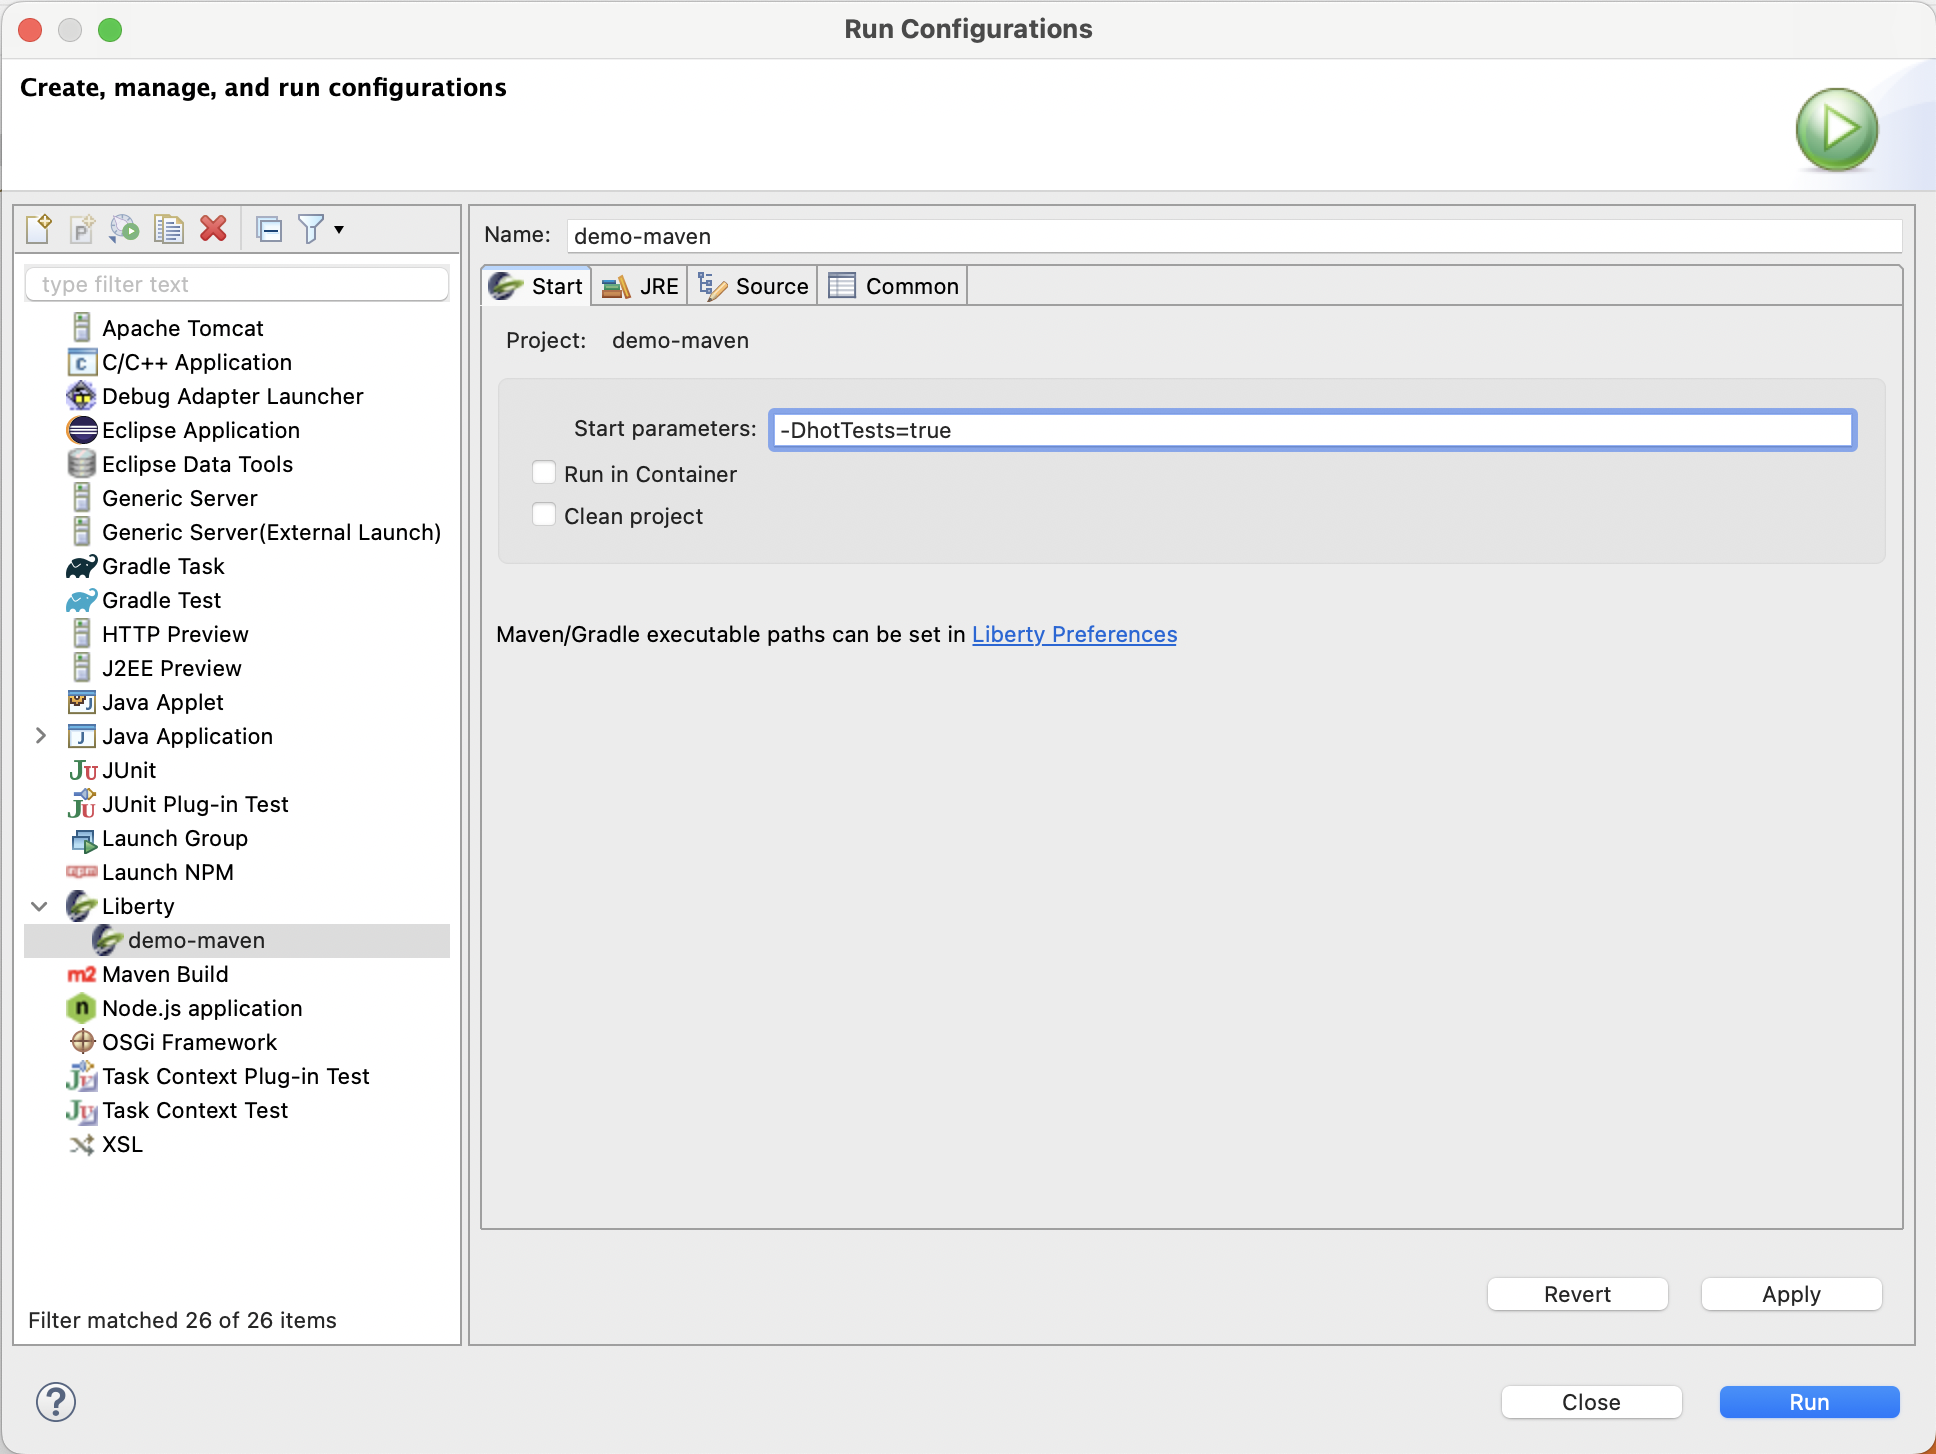 Run Configurations
Create, manage, and run configurations
type filter text
Apache Tomcat
C/C++ Application
Debug Adapter Launcher
Eclipse Application
Eclipse Data Tools
Generic Server
Generic Server(External Launch)
Gradle Task
Gradle Test
HTTP Preview
J2EE Preview
Java Applet
Java Application
JUnit
JUnit Plug-in Test
Launch Group
Launch NPM
Liberty
demo-maven
Maven Build
Node.js application
OSGi Framework
Task Context Plug-in Test
Task Context Test
XSL
Filter matched 26 of 26 items
Name: demo-maven
Start JRE Source Common
Project: demo-maven
Start parameters: -DhotTests=true
Run in Container
Clean project
Maven/Gradle executable paths can be set in Liberty Preferences
Revert Apply
Close Run